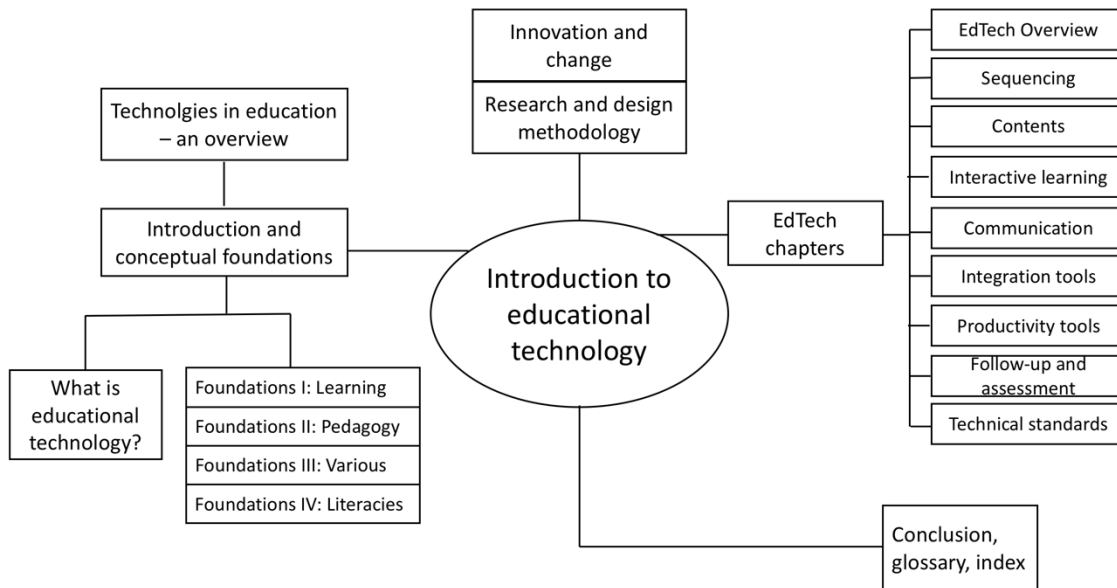 Innovation and
change
Research and design
methodology
Technolgies in education
– an overview
Introduction and
conceptual foundations
What is
educational
technology?
Foundations I: Learning
Foundations II: Pedagogy
Foundations III: Various
Foundations IV: Literacies
Introduction to
educational
technology
EdTech
chapters
EdTech Overview
Sequencing
Contents
Interactive learning
Communication
Integration tools
Productivity tools
Follow-up and
assessment
Technical standards
Conclusion,
glossary, index